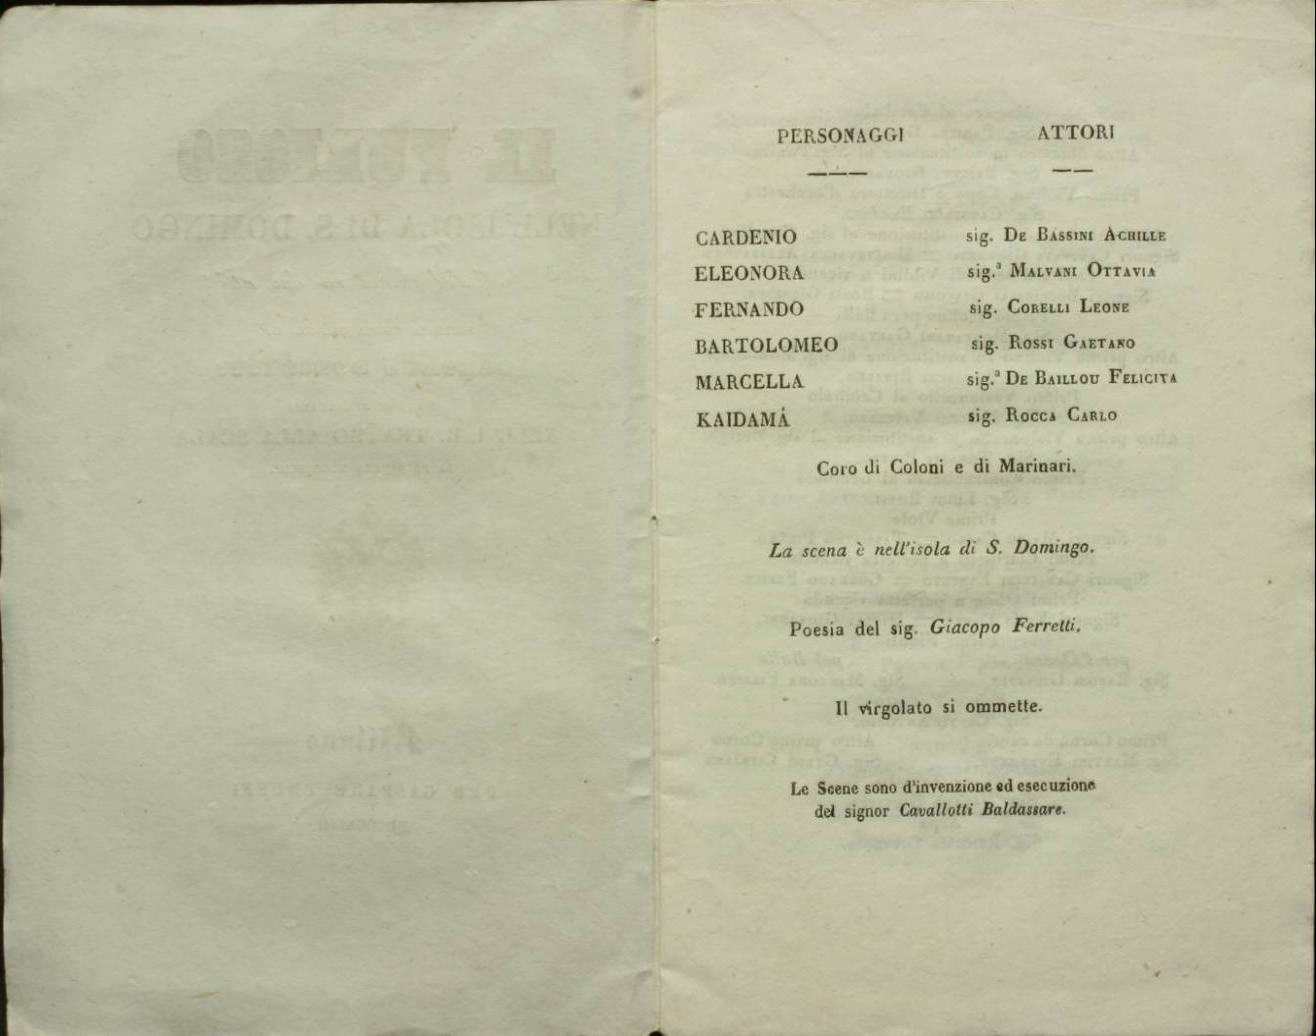 PERSONAGGI ATTORI
CARDENIO sig. De Bassini Achille
ELEONORA sig.ª Malvani Ottavia
FERNANDO sig. Corelli Leone
BARTOLOMEO sig. Rossi Gaetano
MARCELLA sig.ª De Baillou Felicita
KAIDAMÁ sig. Rocca Carlo
Coro di Coloni e di Marinari.
La scena è nell'isola di S. Domingo.
Poesia del sig. Giacopo Ferretti.
Il virgolato si ommette.
Le Scene sono d'invenzione ed esecuzione
del signor Cavallotti Baldassare.